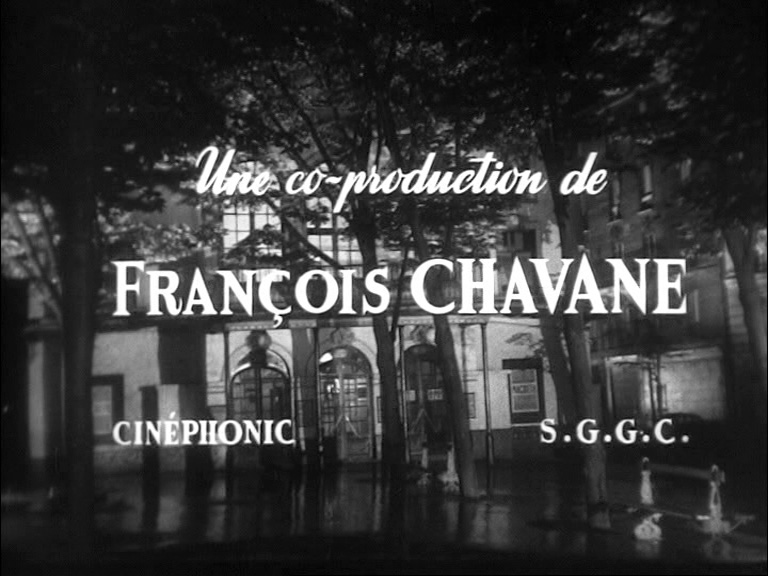 Une co-production de
FRANÇOIS CHAVANE
CINÉPHONIC S.G.G.C.